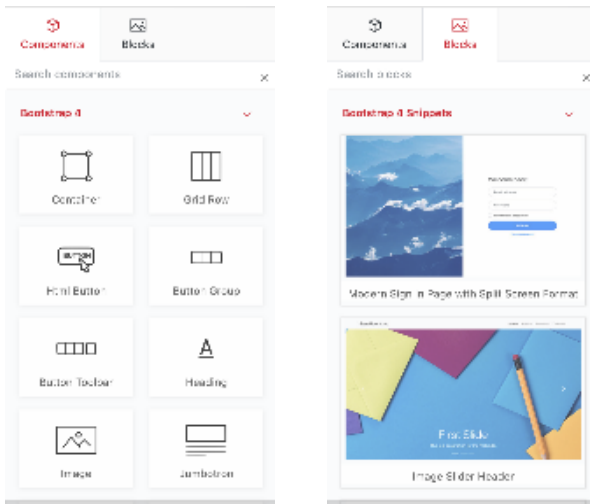 Components
Blocks
Search components
Bootstrap 4
Container
Grid Row
Html Button
Button Group
Button Toolbar
Heading
Image
Jumbotron
Components
Blocks
Search blocks
Bootstrap 4 Snippets
Modern Sign In Page with Split Screen Format
First Slide
Image Slider Header